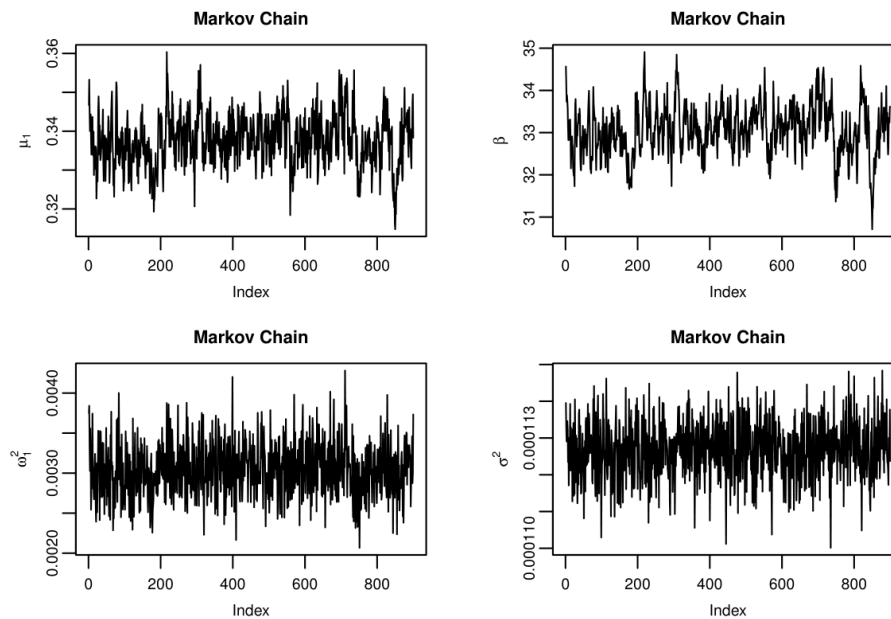 Markov Chain
μ₁
0.32 0.34 0.36
0 200 400 600 800
Index
Markov Chain
β
31 32 33 34 35
0 200 400 600 800
Index
Markov Chain
ω₁²
0.0020 0.0030 0.0040
0 200 400 600 800
Index
Markov Chain
σ²
0.000110 0.000113
0 200 400 600 800
Index